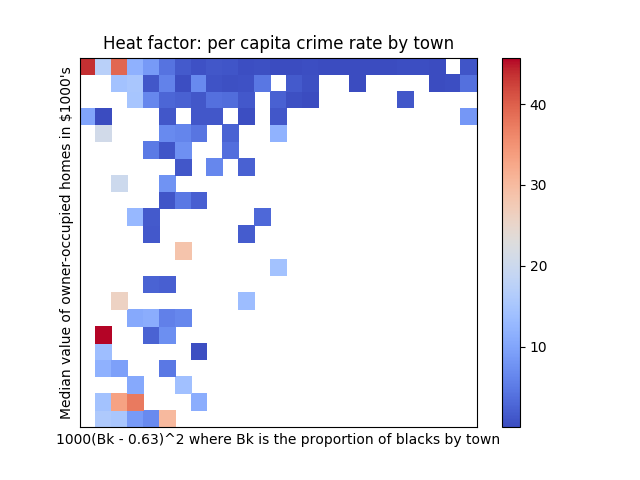 Heat factor: per capita crime rate by town
Median value of owner-occupied homes in $1000's
40
30
20
10
1000(Bk - 0.63)^2 where Bk is the proportion of blacks by town